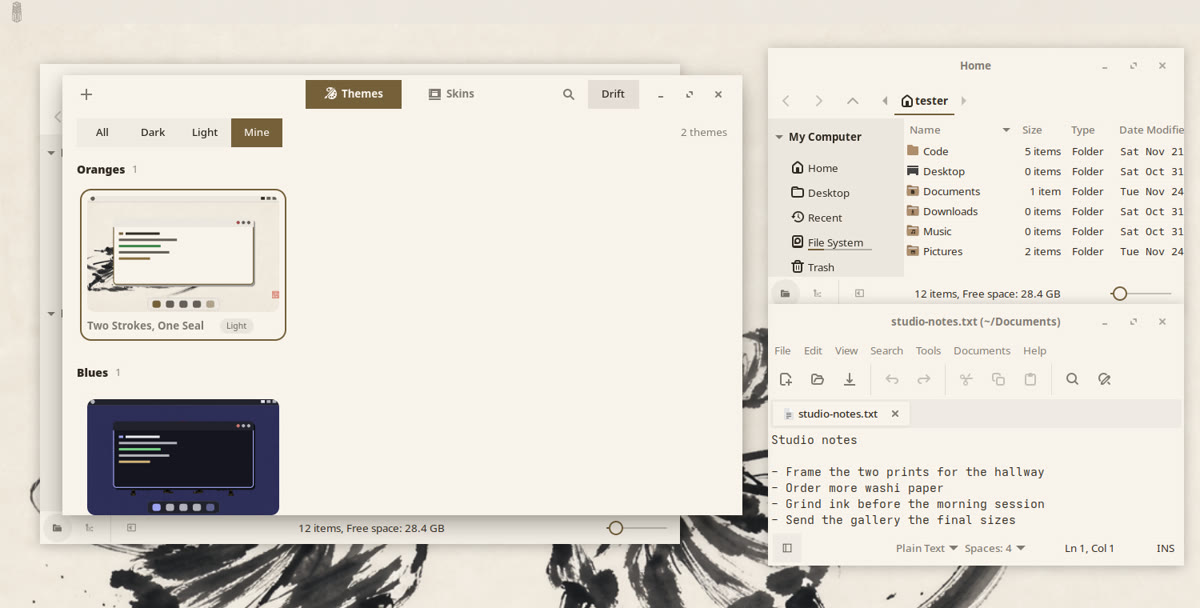 Themes
Skins
Drift
All
Dark
Light
Mine
2 themes
Oranges 1
Two Strokes, One Seal
Light
Blues 1
12 items, Free space: 28.4 GB
Home
tester
My Computer
Home
Desktop
Recent
File System
Trash
Name Size Type Date Modifie
Code 5 items Folder Sat Nov 21
Desktop 0 items Folder Sat Oct 31
Documents 1 item Folder Tue Nov 24
Downloads 0 items Folder Sat Oct 31
Music 0 items Folder Sat Oct 31
Pictures 2 items Folder Tue Nov 24
12 items, Free space: 28.4 GB
studio-notes.txt (~/Documents)
File Edit View Search Tools Documents Help
studio-notes.txt
Studio notes
- Frame the two prints for the hallway
- Order more washi paper
- Grind ink before the morning session
- Send the gallery the final sizes
Plain Text Spaces: 4 Ln 1, Col 1 INS